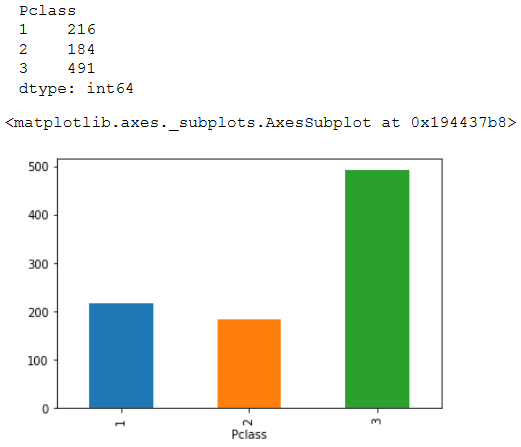 Pclass
1    216
2    184
3    491
dtype: int64
<matplotlib.axes._subplots.AxesSubplot at 0x194437b8>
500
400
300
200
100
0
1 2 3
Pclass